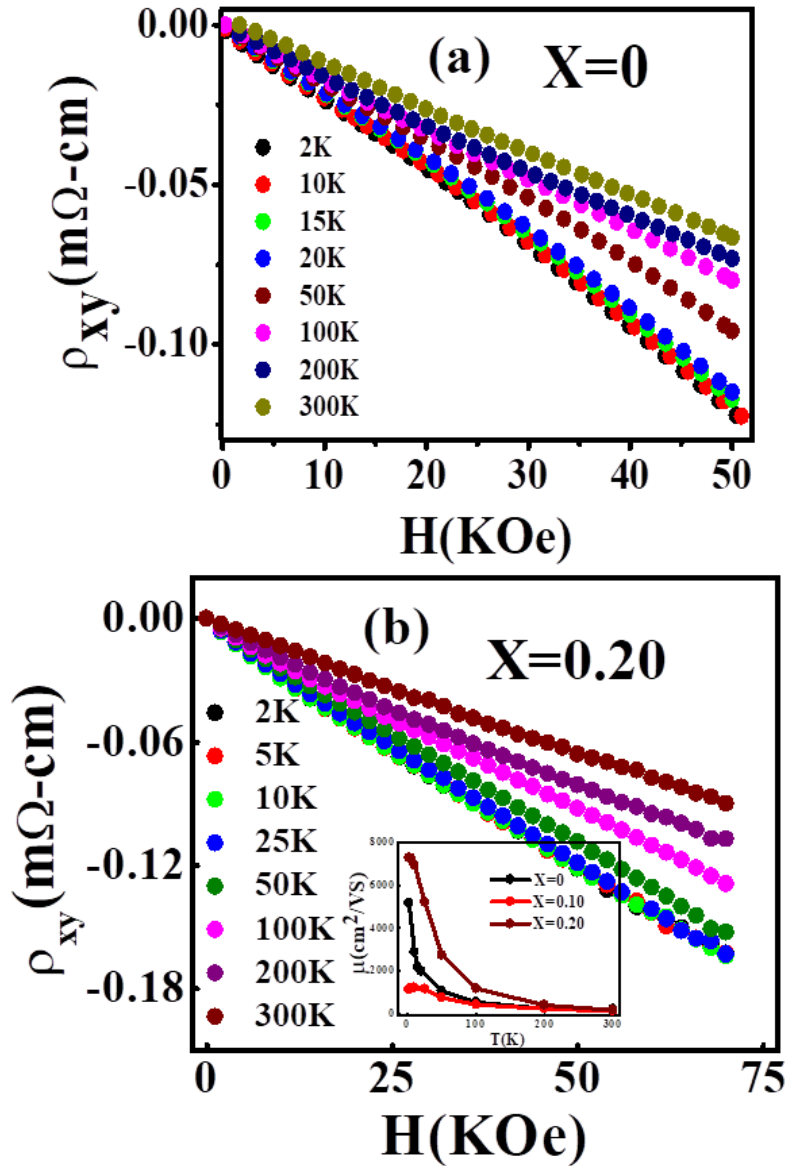 0.00
(a) X=0
2K
10K
15K
20K
50K
100K
200K
300K
-0.05
-0.10
ρxy(mΩ-cm)
0 10 20 30 40 50
H(KOe)
0.00
(b)
X=0.20
2K
5K
10K
25K
50K
100K
200K
300K
-0.06
-0.12
-0.18
ρxy(mΩ-cm)
8000
6000
4000
2000
0
μ(cm²/VS)
X=0
X=0.10
X=0.20
0 100 200 300
T(K)
0 25 50 75
H(KOe)